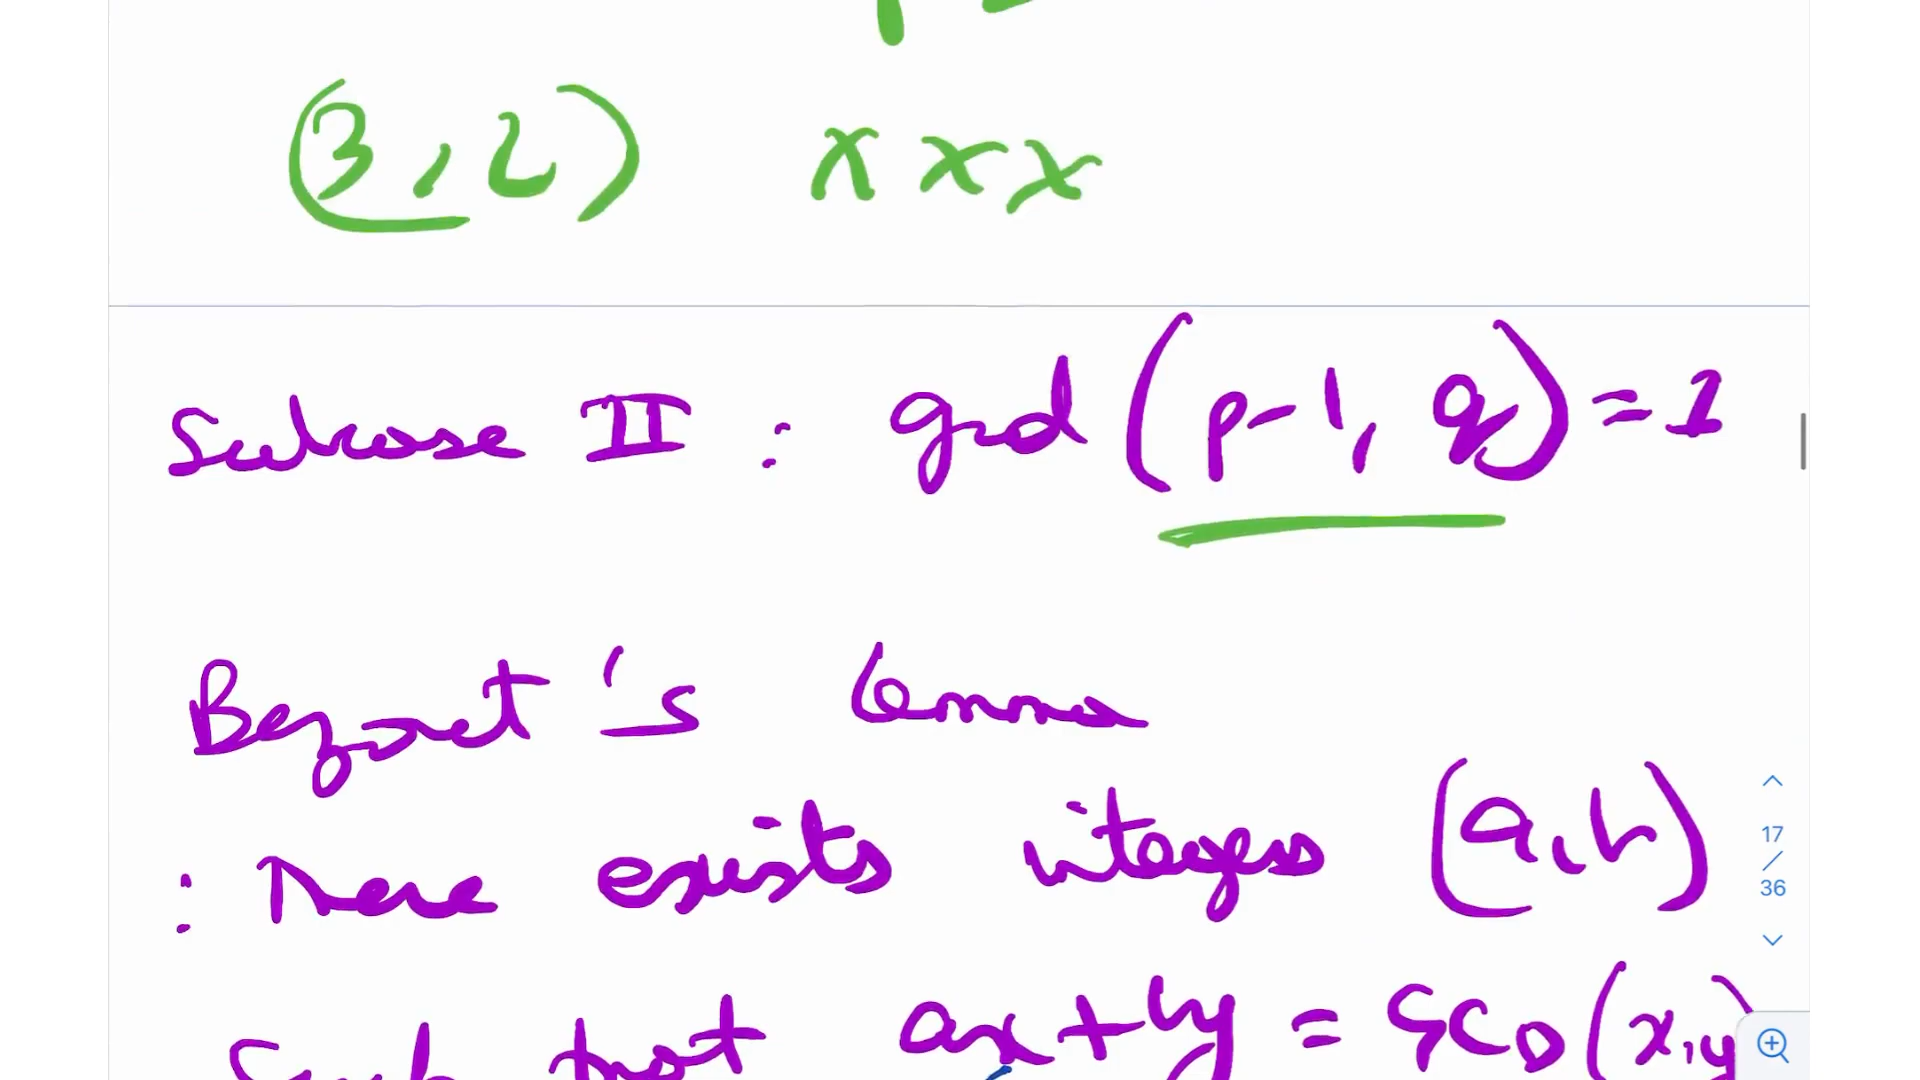 (3, 2) x x x
Subcase II : gcd (p-1, q) = 1
Bezout's lemma
: There exists integers (a, b)
17
/
36
Such that ax + by = GCD (x, y